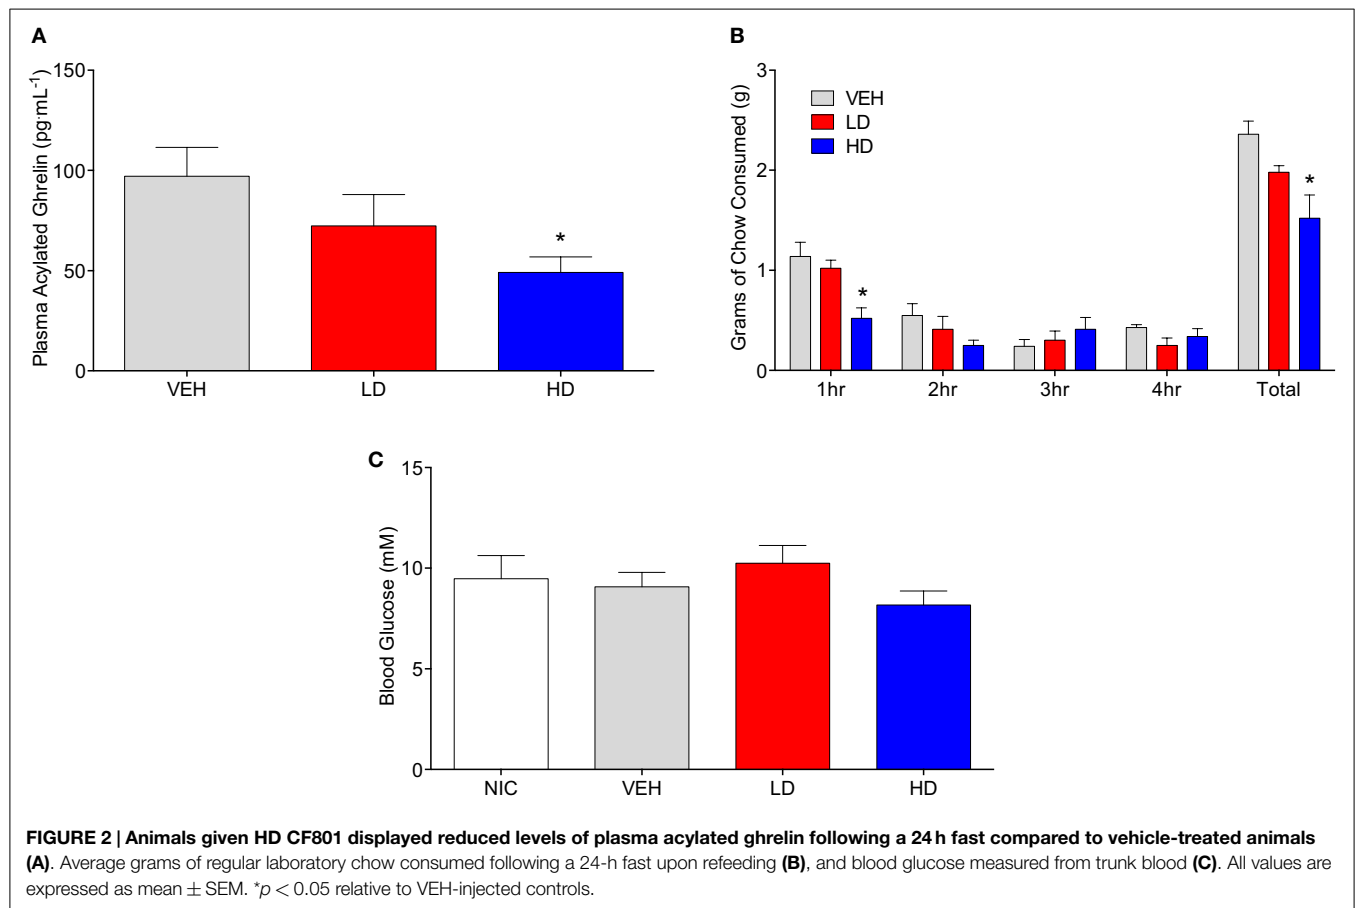 A
Plasma Acylated Ghrelin (pg·mL⁻¹)
150
100
50
0
*
VEH LD HD
B
Grams of Chow Consumed (g)
3
2
1
0
VEH
LD
HD
*
*
1hr 2hr 3hr 4hr Total
C
Blood Glucose (mM)
15
10
5
0
NIC VEH LD HD
FIGURE 2 | Animals given HD CF801 displayed reduced levels of plasma acylated ghrelin following a 24 h fast compared to vehicle-treated animals
(A). Average grams of regular laboratory chow consumed following a 24-h fast upon refeeding (B), and blood glucose measured from trunk blood (C). All values are
expressed as mean ± SEM. *p < 0.05 relative to VEH-injected controls.